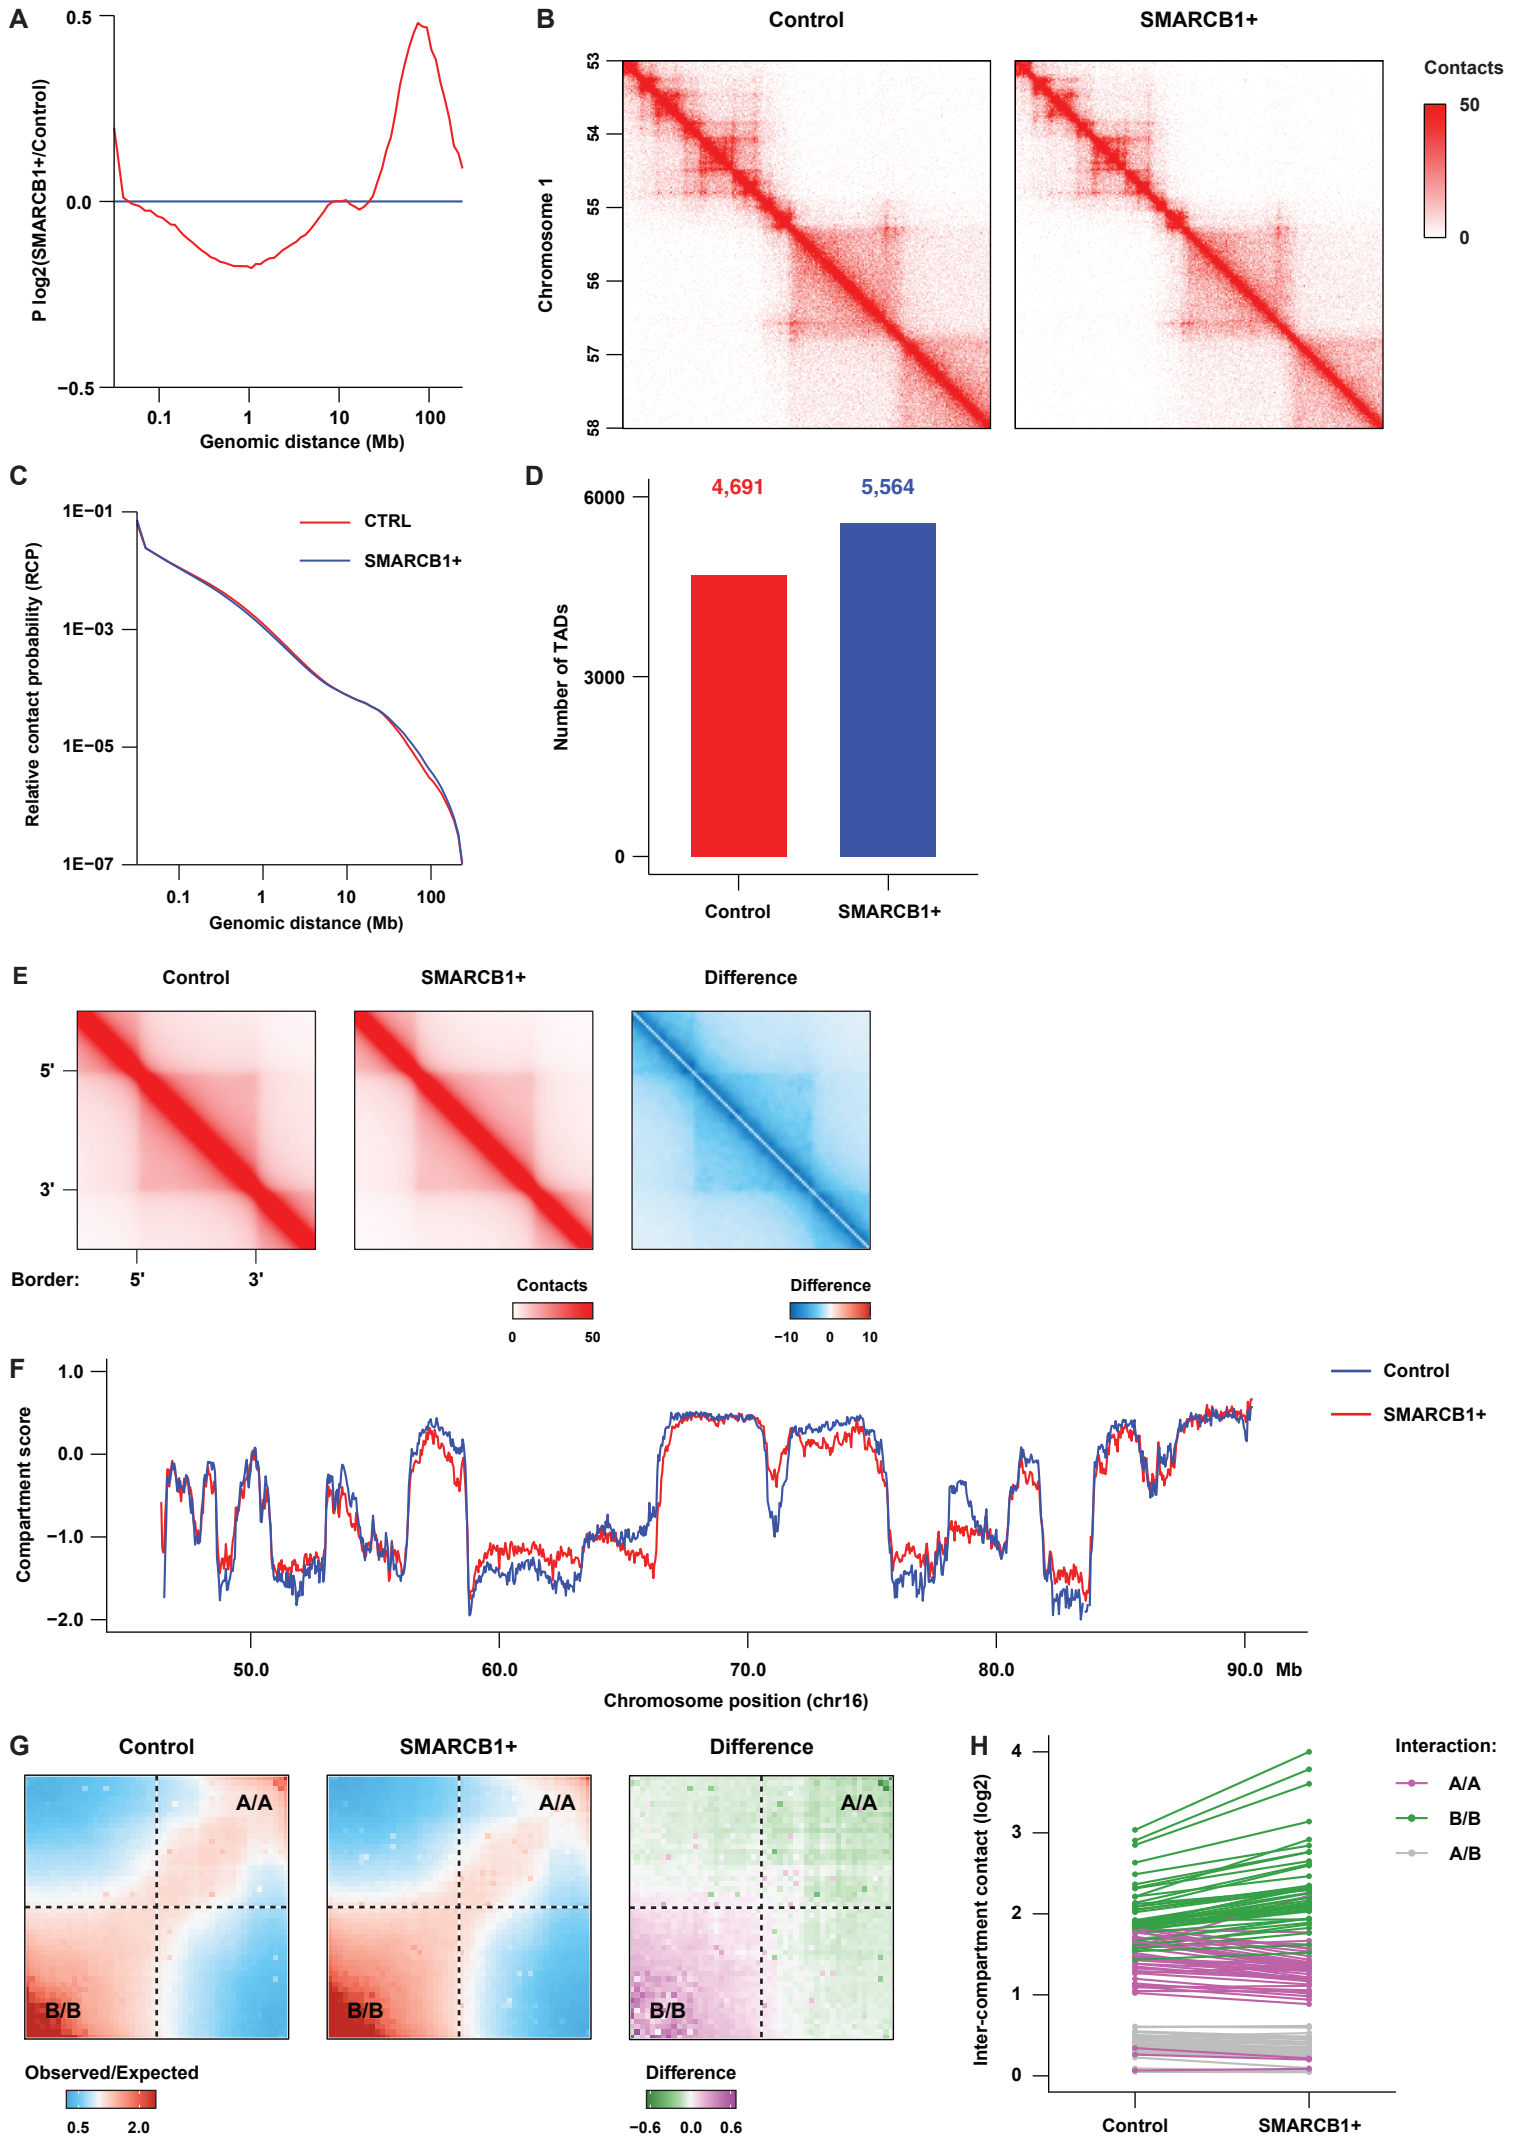 A
0.5
0.0
−0.5
P log2(SMARCB1+/Control)
0.1 1 10 100
Genomic distance (Mb)
B
Control SMARCB1+
53
54
55
56
57
58
Chromosome 1
Contacts
50
0
C
1E−01
1E−03
1E−05
1E−07
Relative contact probability (RCP)
CTRL
SMARCB1+
0.1 1 10 100
Genomic distance (Mb)
D
4,691 5,564
6000
3000
0
Number of TADs
Control SMARCB1+
E
Control SMARCB1+ Difference
5'
3'
Border: 5' 3'
Contacts
0 50
Difference
−10 0 10
F
1.0
0.0
−1.0
−2.0
Compartment score
Control
SMARCB1+
50.0 60.0 70.0 80.0 90.0 Mb
Chromosome position (chr16)
G
Control SMARCB1+ Difference
A/A A/A A/A
B/B B/B B/B
Observed/Expected
0.5 2.0
Difference
−0.6 0.0 0.6
H
4
3
2
1
0
Inter-compartment contact (log2)
Control SMARCB1+
Interaction:
A/A
B/B
A/B